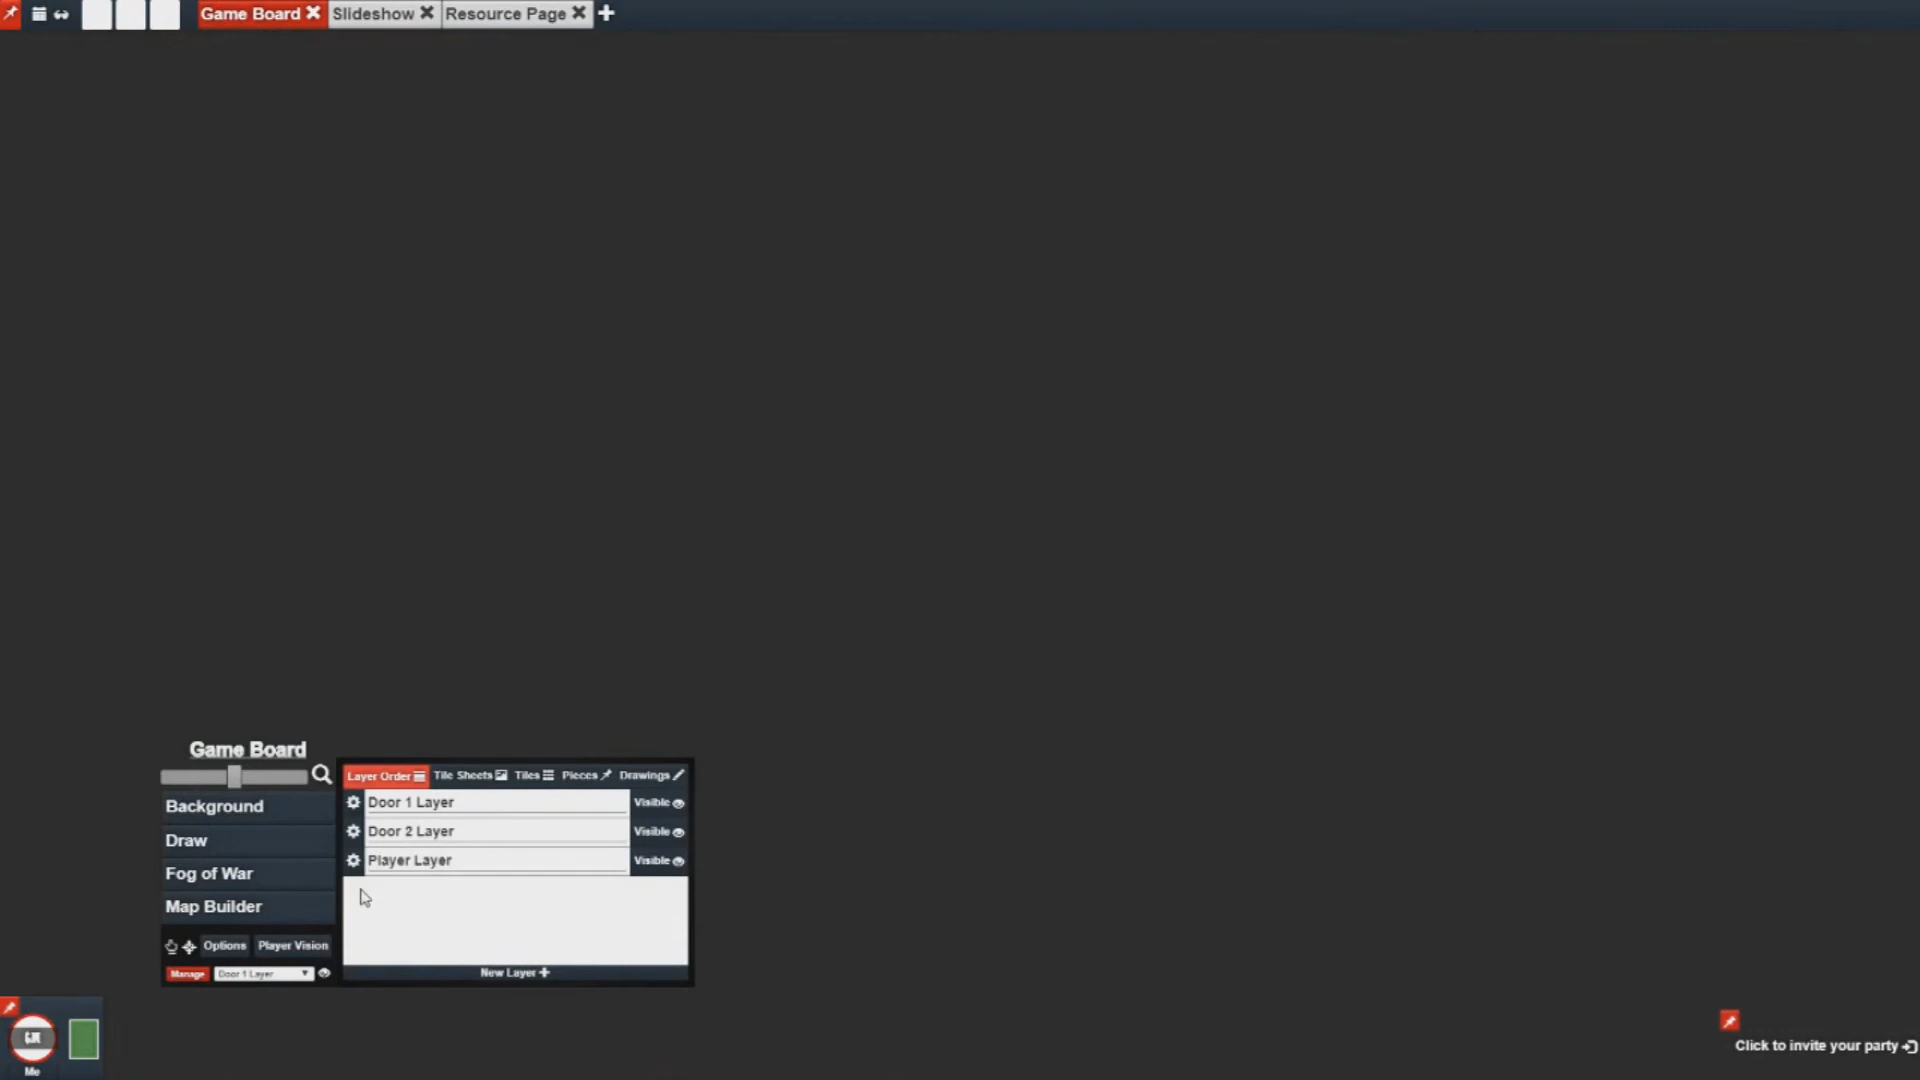 Game Board Slideshow Resource Page
Game Board
Background
Draw
Fog of War
Map Builder
Options Player Vision
Manage Door 1 Layer
Layer Order Tile Sheets Tiles Pieces Drawings
Door 1 Layer Visible
Door 2 Layer Visible
Player Layer Visible
New Layer
Me
Click to invite your party